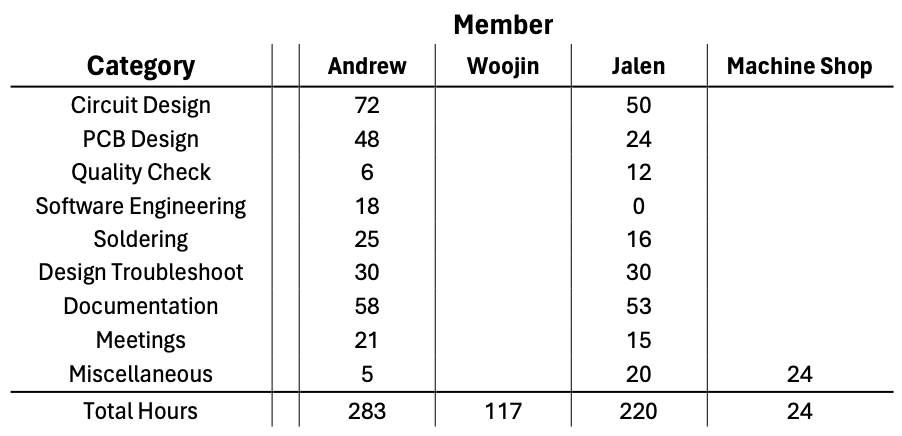 Member
Category Andrew Woojin Jalen Machine Shop
Circuit Design 72 50
PCB Design 48 24
Quality Check 6 12
Software Engineering 18 0
Soldering 25 16
Design Troubleshoot 30 30
Documentation 58 53
Meetings 21 15
Miscellaneous 5 20 24
Total Hours 283 117 220 24